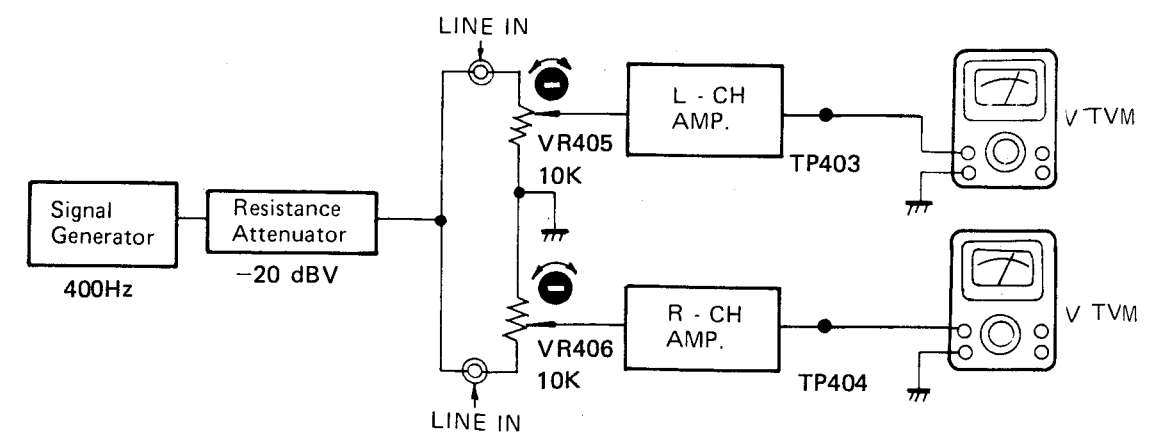 LINE IN
L - CH
AMP.
V TVM
VR405
10K
TP403
Signal
Generator
Resistance
Attenuator
400Hz
−20 dBV
R - CH
AMP.
V TVM
VR406
10K
TP404
LINE IN